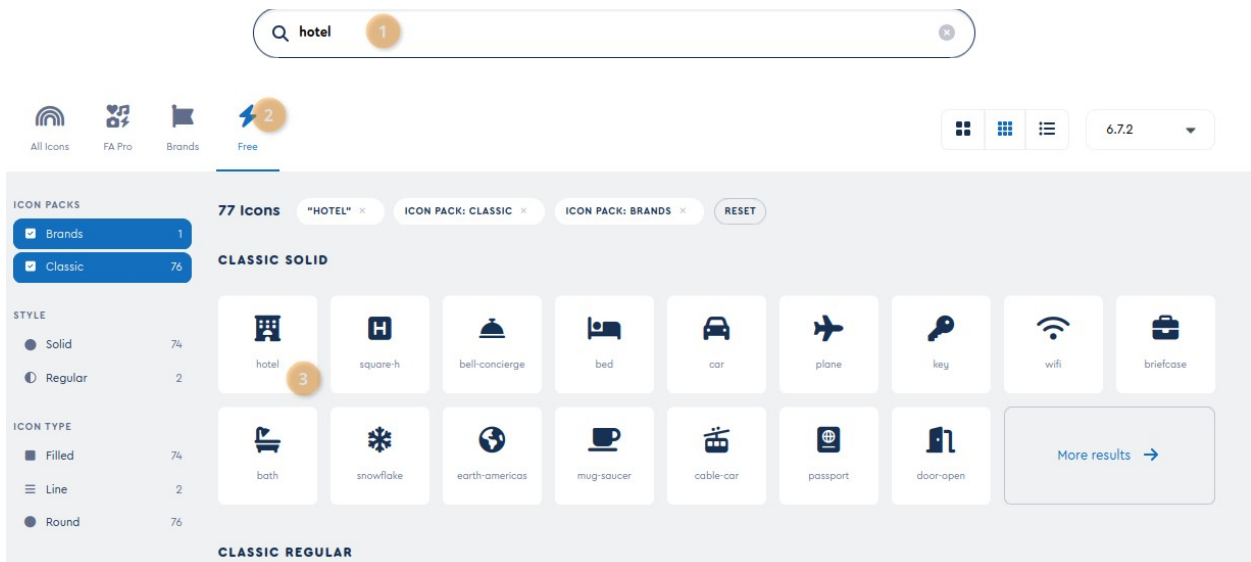 hotel 1
2
All Icons FA Pro Brands Free
6.7.2
ICON PACKS
Brands 1
Classic 76
STYLE
Solid 74
Regular 2
ICON TYPE
Filled 74
Line 2
Round 76
77 Icons "HOTEL" × ICON PACK: CLASSIC × ICON PACK: BRANDS × RESET
CLASSIC SOLID
H
hotel square-h bell-concierge bed car plane key wifi briefcase
3
bath snowflake earth-americas mug-saucer cable-car passport door-open More results →
CLASSIC REGULAR